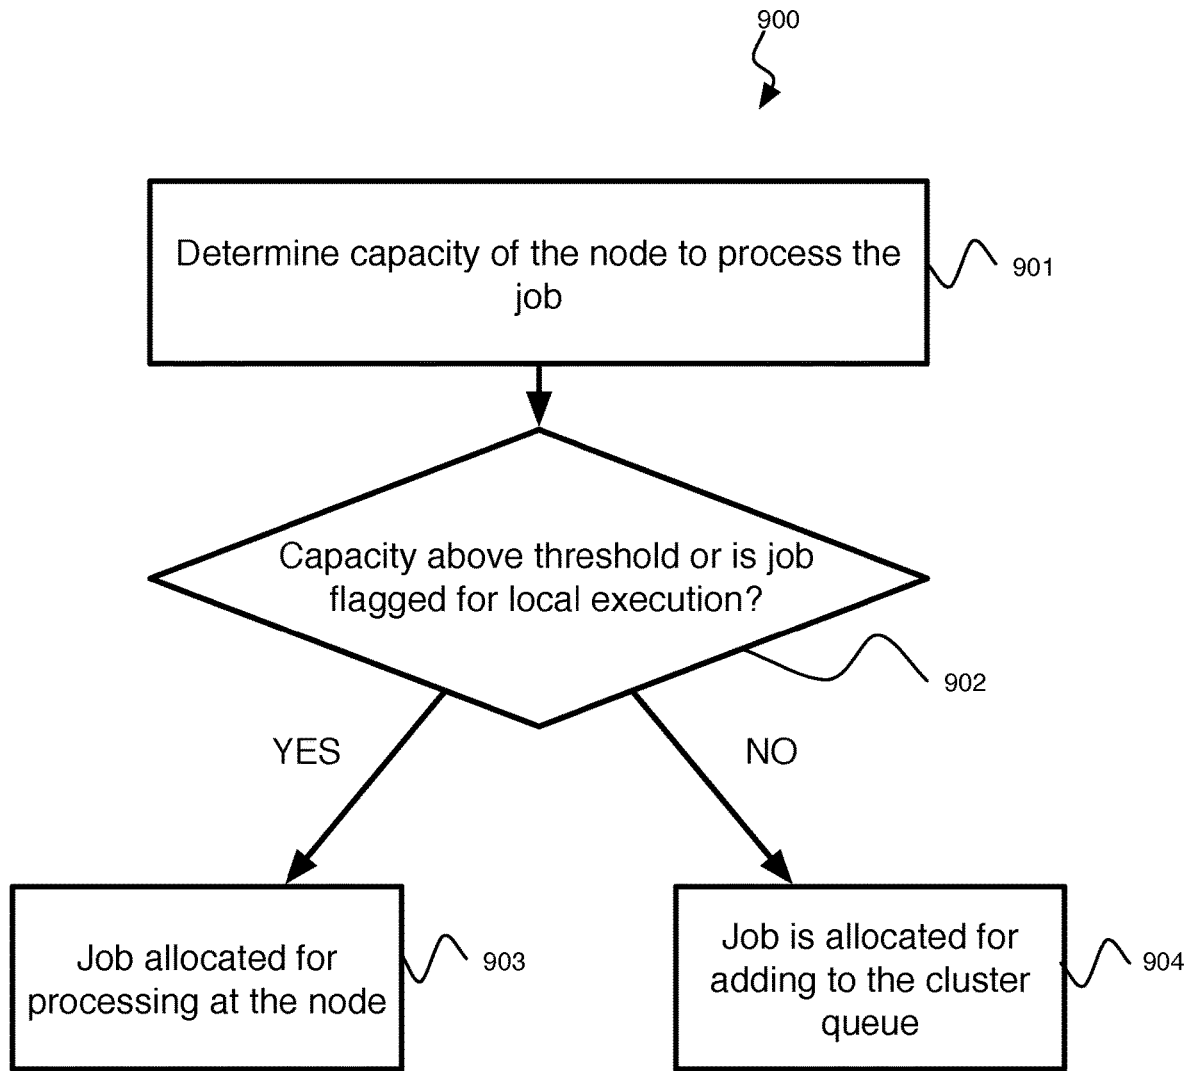 900
Determine capacity of the node to process the
job
901
Capacity above threshold or is job
flagged for local execution?
902
YES
NO
Job allocated for
processing at the node
903
Job is allocated for
adding to the cluster
queue
904